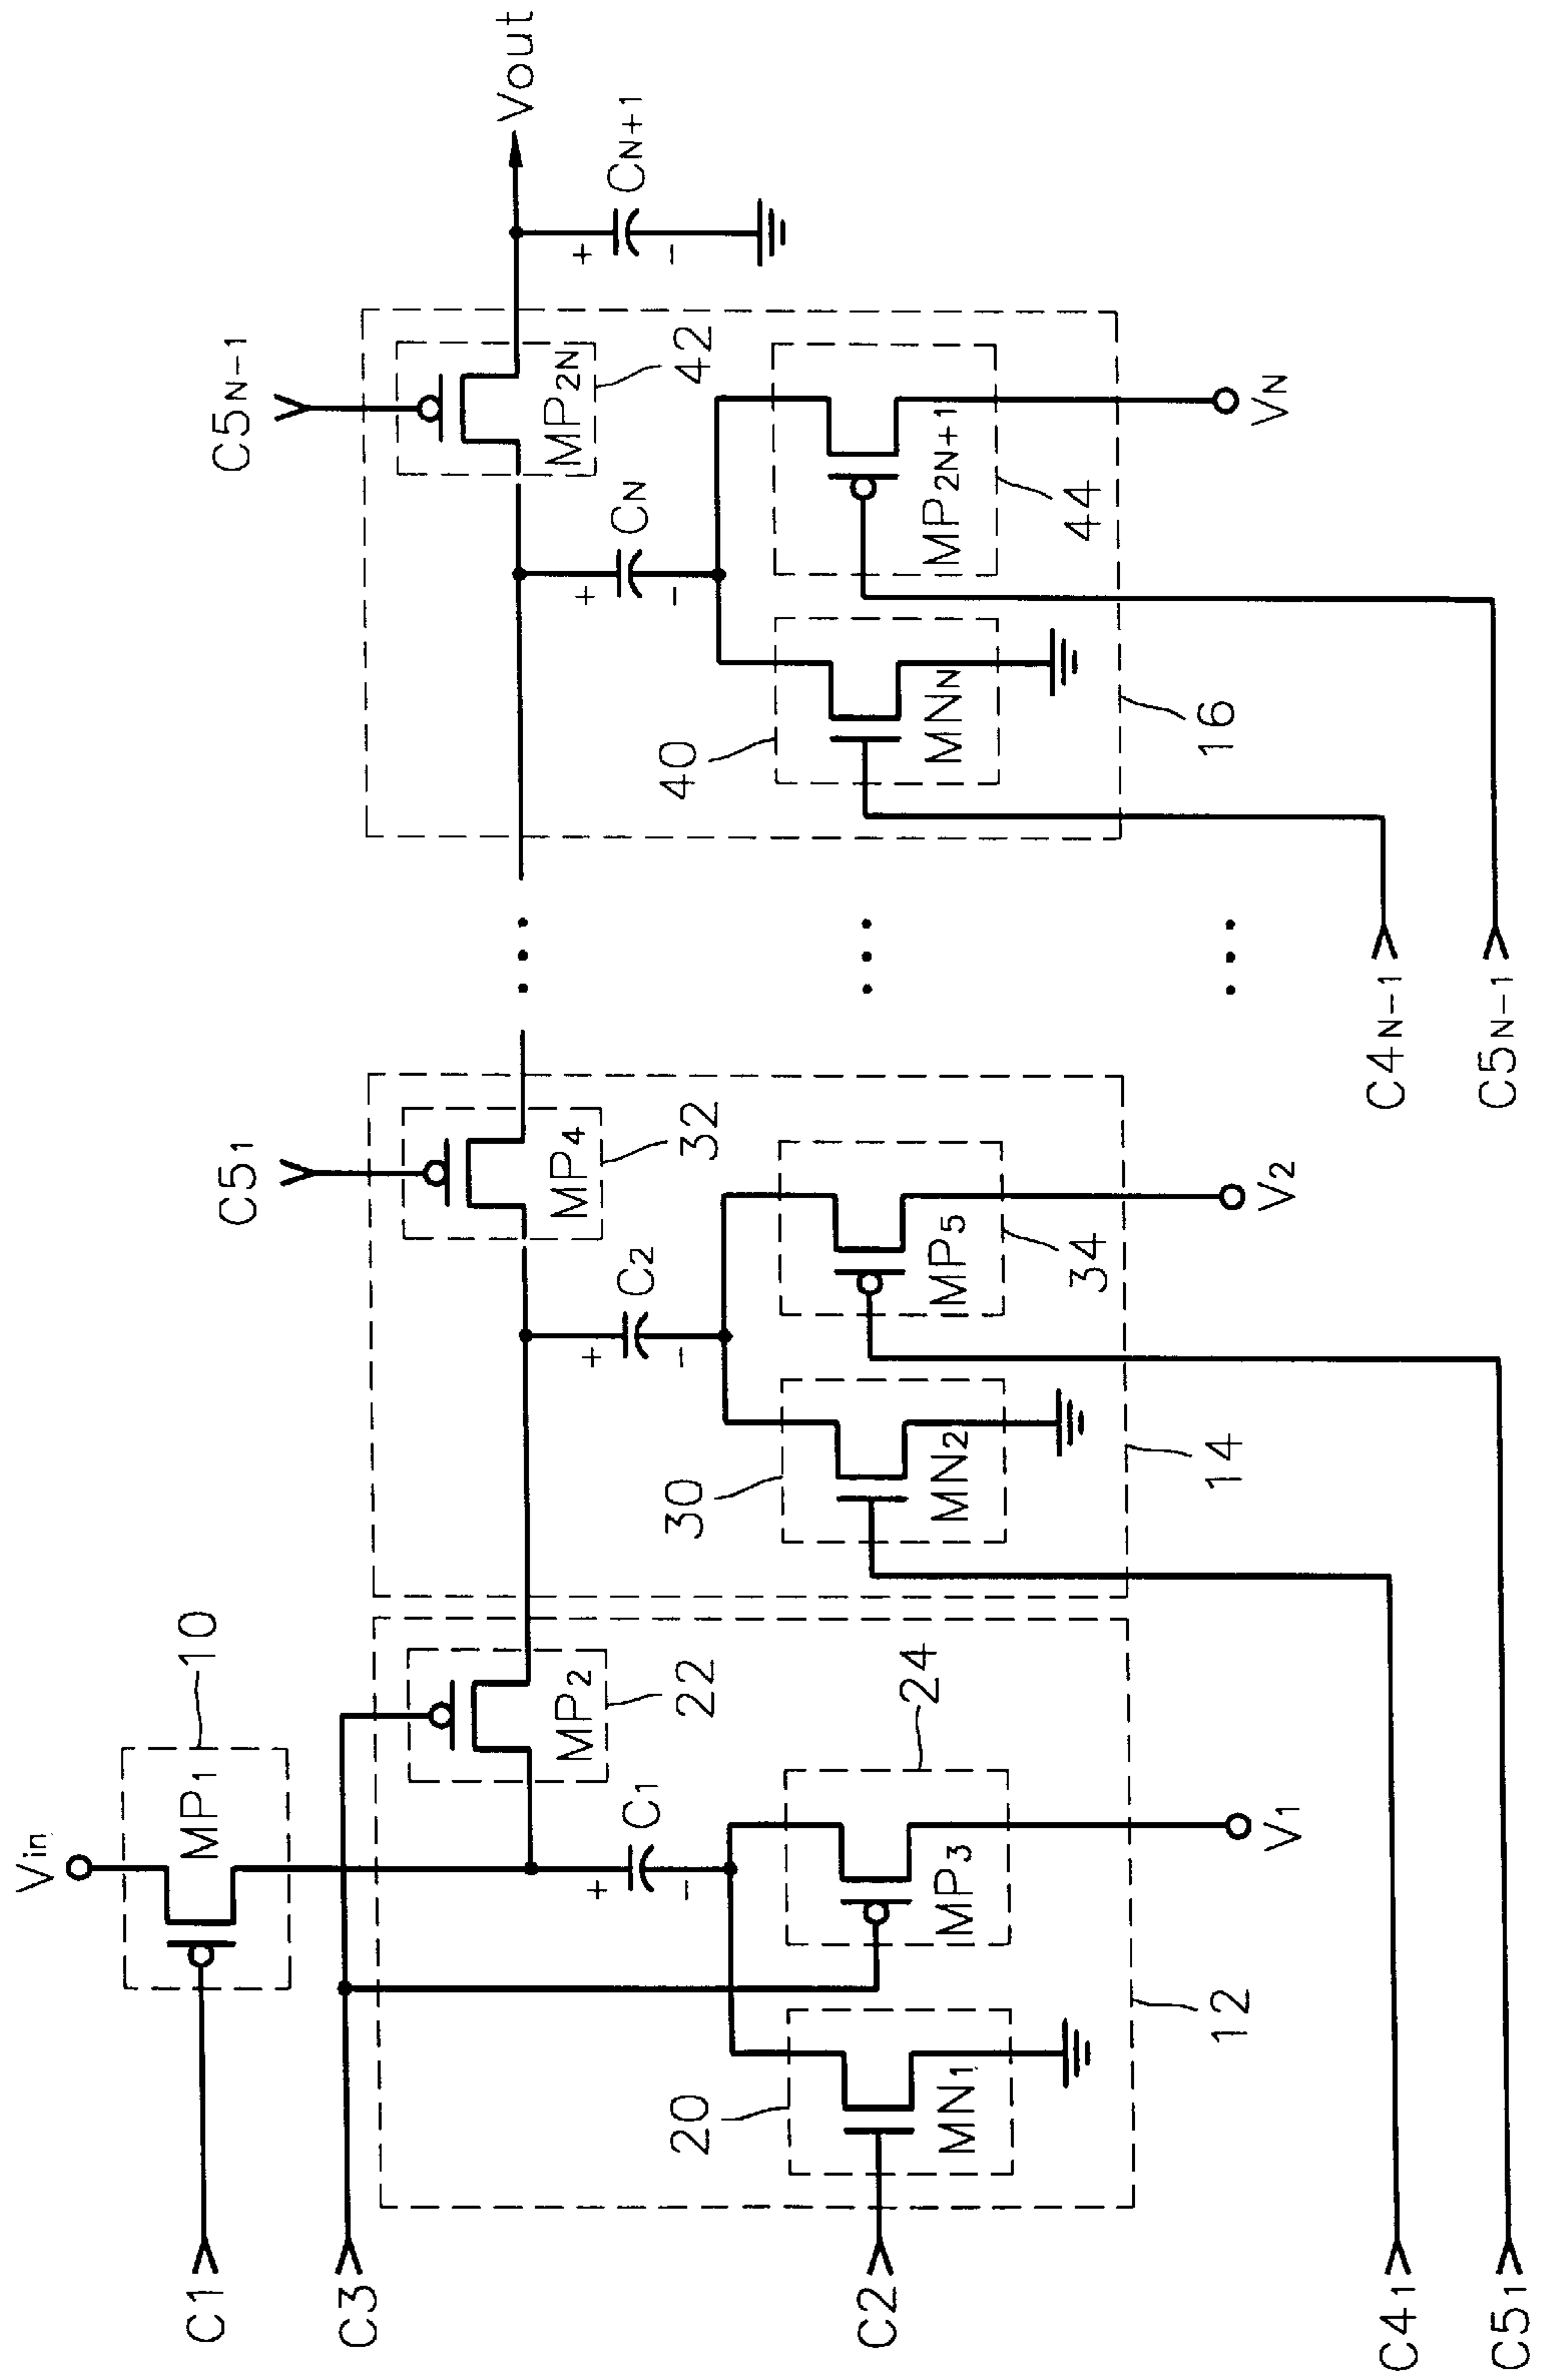 Vin
MP1
10
C1
C3
C2
MP2
22
C1
MP3
24
V1
20
MN1
12
C51
MP4
32
C2
MP5
34
V2
30
MN2
14
C41
C51
C5N-1
MP2N
42
CN
MP2N+1
44
VN
40
MNN
16
C4N-1
C5N-1
CN+1
Vout
+
-
+
-
+
-
+
-